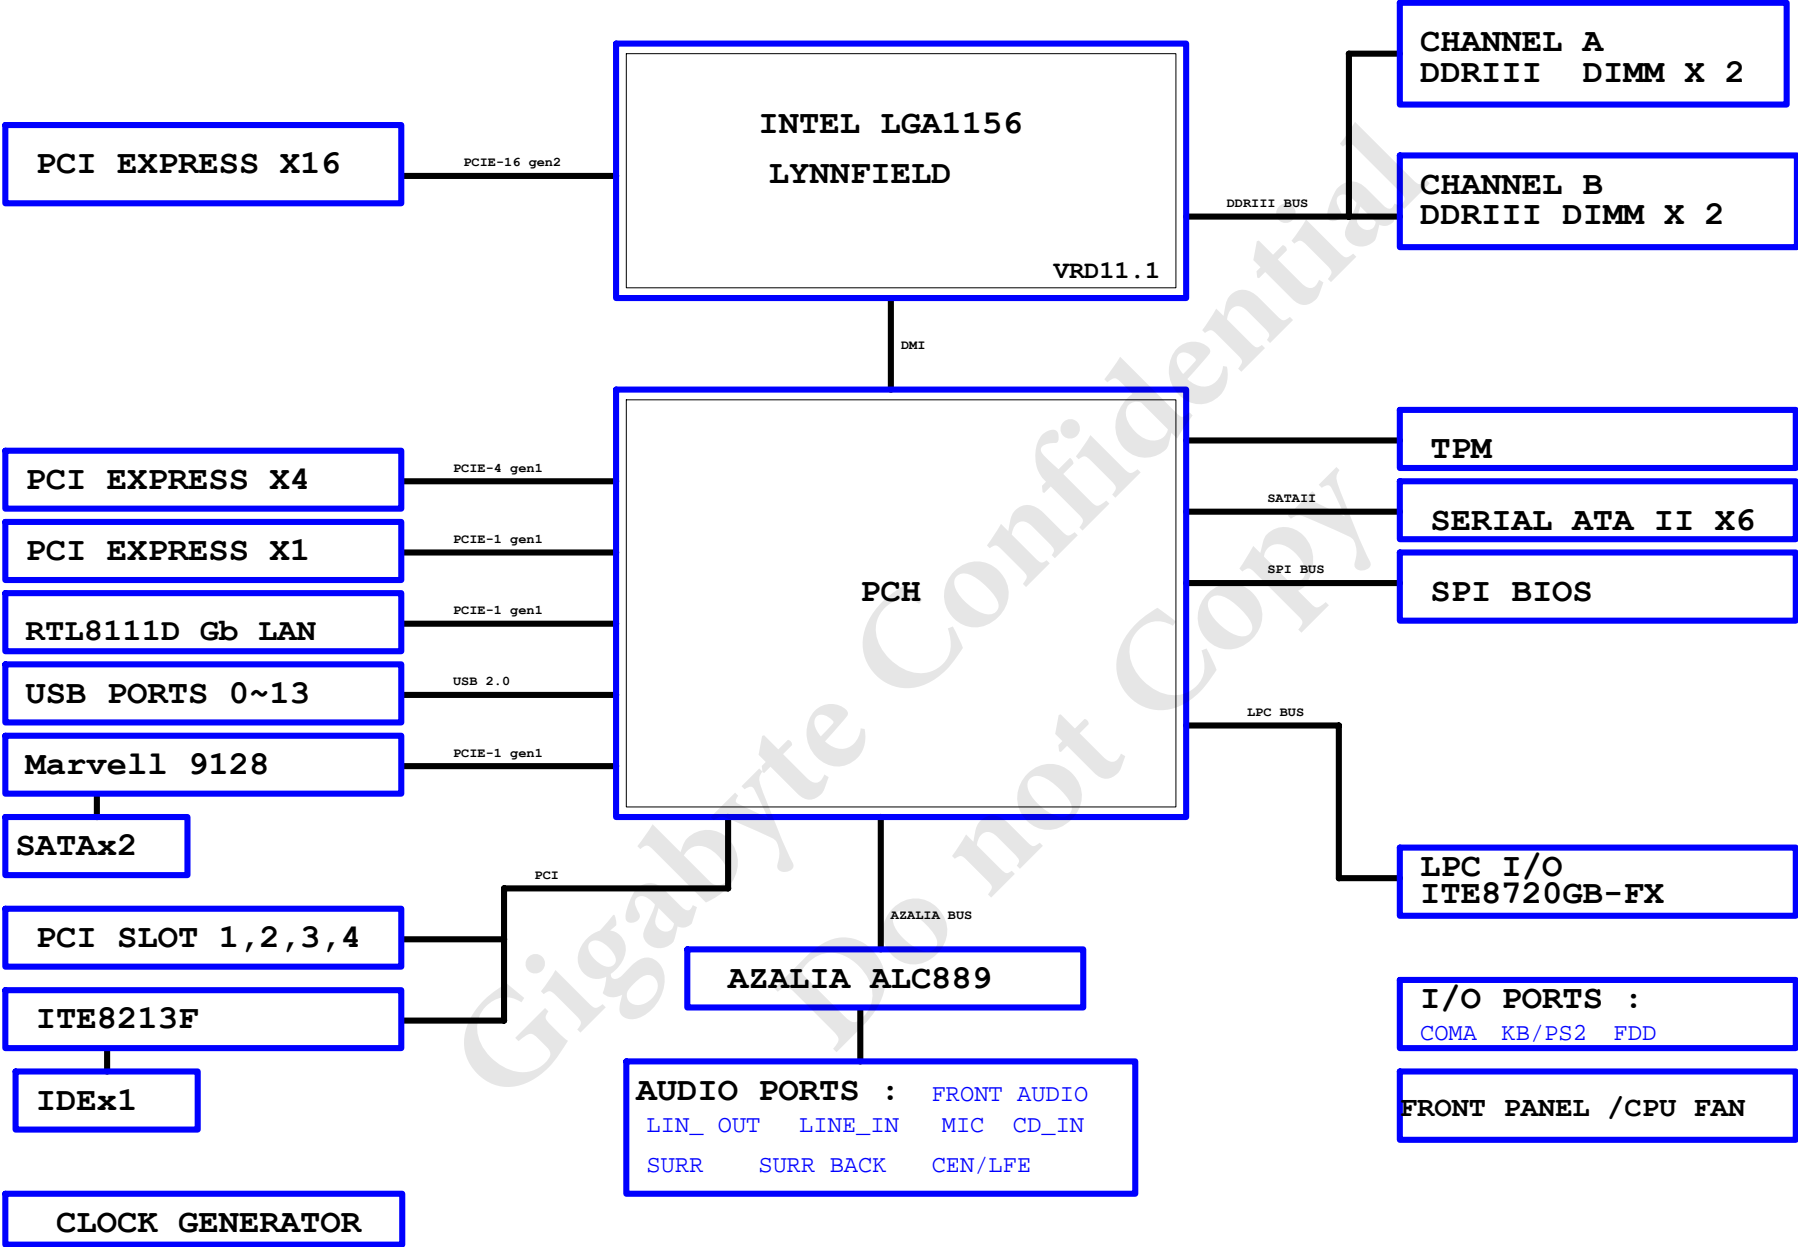 INTEL LGA1156
LYNNFIELD
VRD11.1
CHANNEL A
DDRIII DIMM X 2
CHANNEL B
DDRIII DIMM X 2
DDRIII BUS
PCI EXPRESS X16
PCIE-16 gen2
DMI
PCH
PCI EXPRESS X4
PCIE-4 gen1
PCI EXPRESS X1
PCIE-1 gen1
RTL8111D Gb LAN
PCIE-1 gen1
USB PORTS 0~13
USB 2.0
Marvell 9128
PCIE-1 gen1
SATAx2
PCI
PCI SLOT 1,2,3,4
ITE8213F
IDEx1
CLOCK GENERATOR
TPM
SATAII
SERIAL ATA II X6
SPI BUS
SPI BIOS
LPC BUS
LPC I/O
ITE8720GB-FX
I/O PORTS :
COMA KB/PS2 FDD
FRONT PANEL /CPU FAN
AZALIA BUS
AZALIA ALC889
AUDIO PORTS : FRONT AUDIO
LIN_ OUT LINE_IN MIC CD_IN
SURR SURR BACK CEN/LFE
Gigabyte Confidential
Do not Copy